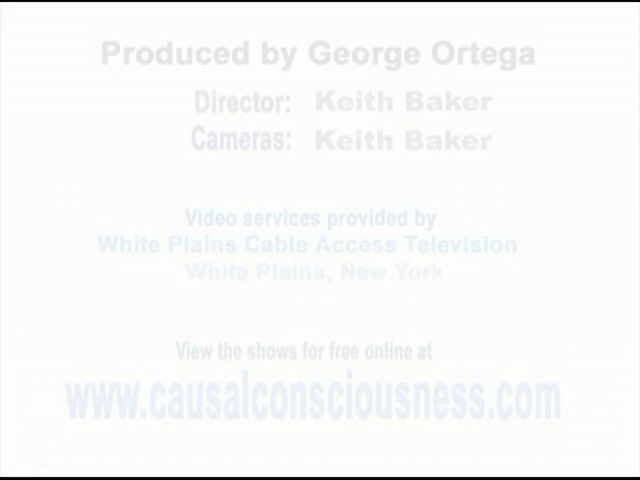 Produced by George Ortega
Director: Keith Baker
Cameras: Keith Baker
Video services provided by
White Plains Cable Access Television
White Plains, New York
View the shows for free online at
www.causalconsciousness.com